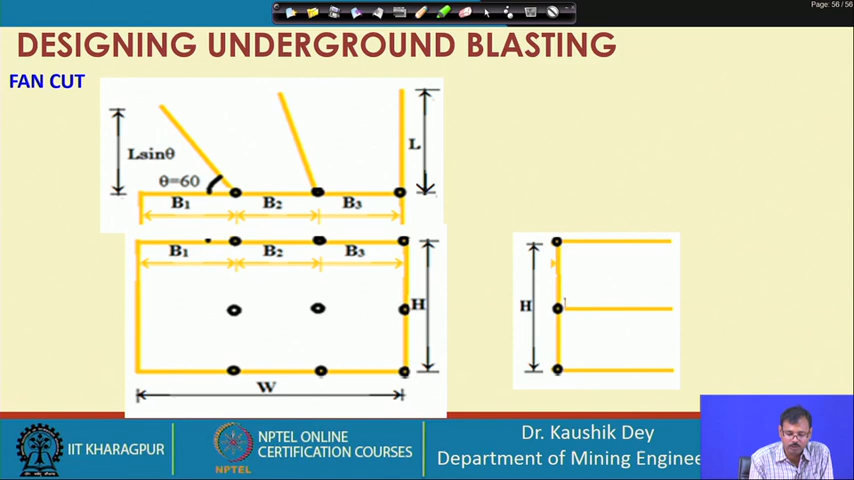 Page: 56 / 56
DESIGNING UNDERGROUND BLASTING
FAN CUT
Lsinθ
θ=60
L
B₁ B₂ B₃
B₁ B₂ B₃
H
W
H
IIT KHARAGPUR
NPTEL
NPTEL ONLINE
CERTIFICATION COURSES
Dr. Kaushik Dey
Department of Mining Enginee